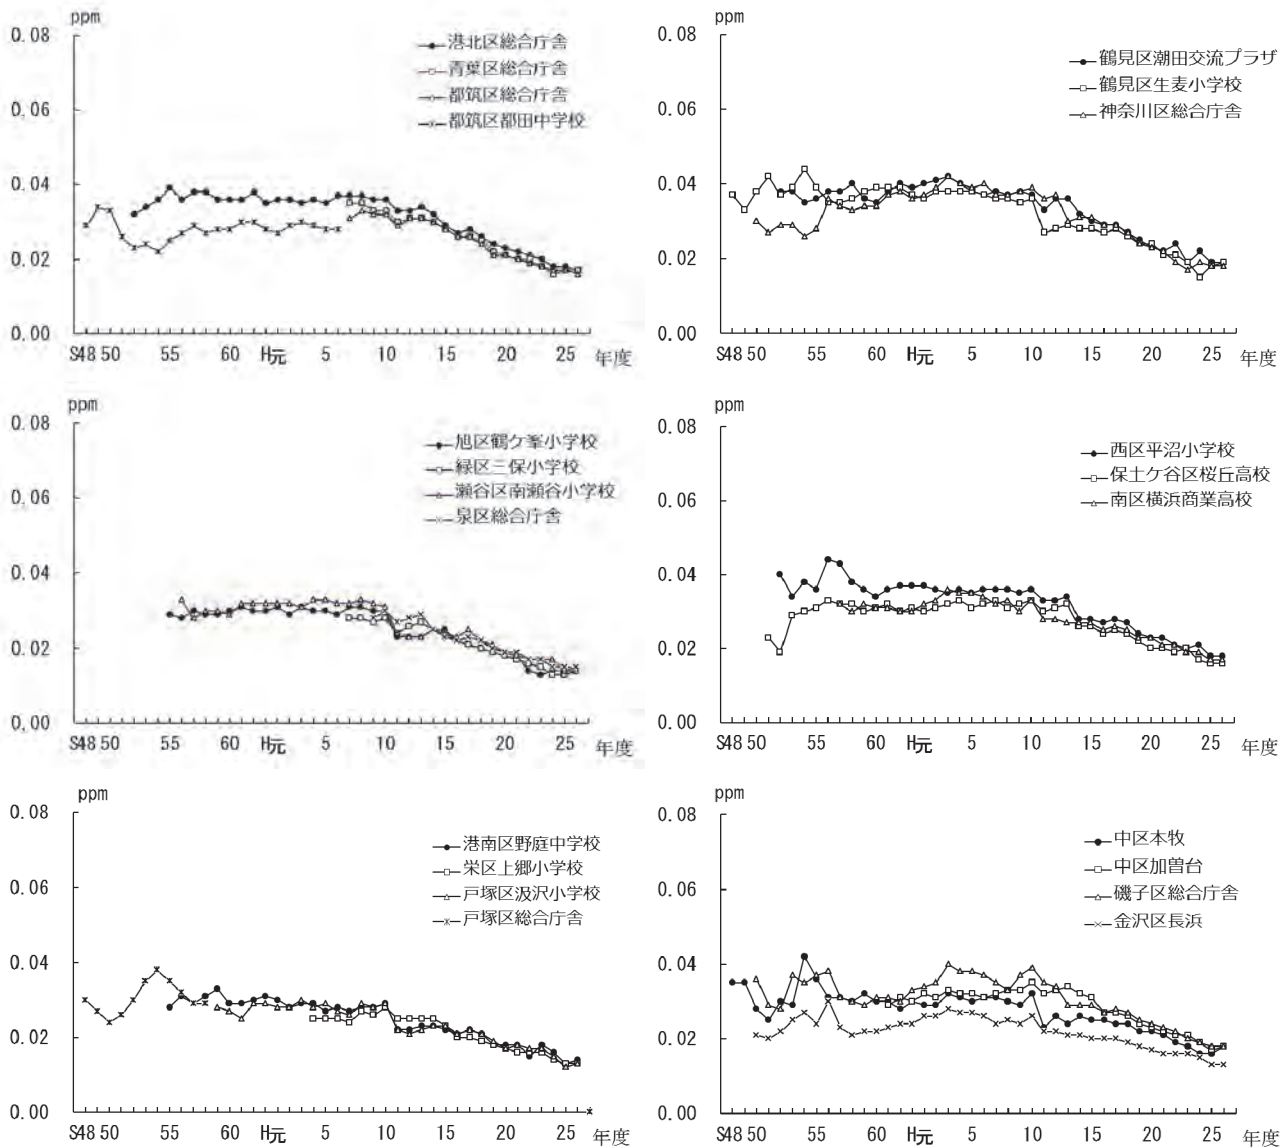 ppm
0.08
0.06
0.04
0.02
0.00
港北区総合庁舎
青葉区総合庁舎
都筑区総合庁舎
都筑区都田中学校
S48 50 55 60 H元 5 10 15 20 25 年度
ppm
0.08
0.06
0.04
0.02
0.00
鶴見区潮田交流プラザ
鶴見区生麦小学校
神奈川区総合庁舎
S48 50 55 60 H元 5 10 15 20 25 年度
ppm
0.08
0.06
0.04
0.02
0.00
旭区鶴ケ峯小学校
緑区三保小学校
瀬谷区南瀬谷小学校
泉区総合庁舎
S48 50 55 60 H元 5 10 15 20 25 年度
ppm
0.08
0.06
0.04
0.02
0.00
西区平沼小学校
保土ケ谷区桜丘高校
南区横浜商業高校
S48 50 55 60 H元 5 10 15 20 25 年度
ppm
0.08
0.06
0.04
0.02
0.00
港南区野庭中学校
栄区上郷小学校
戸塚区汲沢小学校
戸塚区総合庁舎
S48 50 55 60 H元 5 10 15 20 25 年度
ppm
0.08
0.06
0.04
0.02
0.00
中区本牧
中区加曽台
磯子区総合庁舎
金沢区長浜
S48 50 55 60 H元 5 10 15 20 25 年度